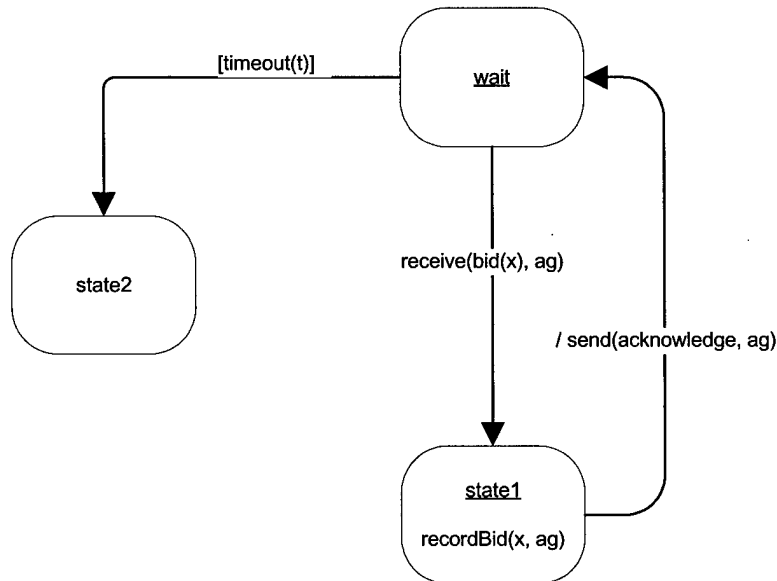 [timeout(t)]
wait
state2
receive(bid(x), ag)
/ send(acknowledge, ag)
state1
recordBid(x, ag)